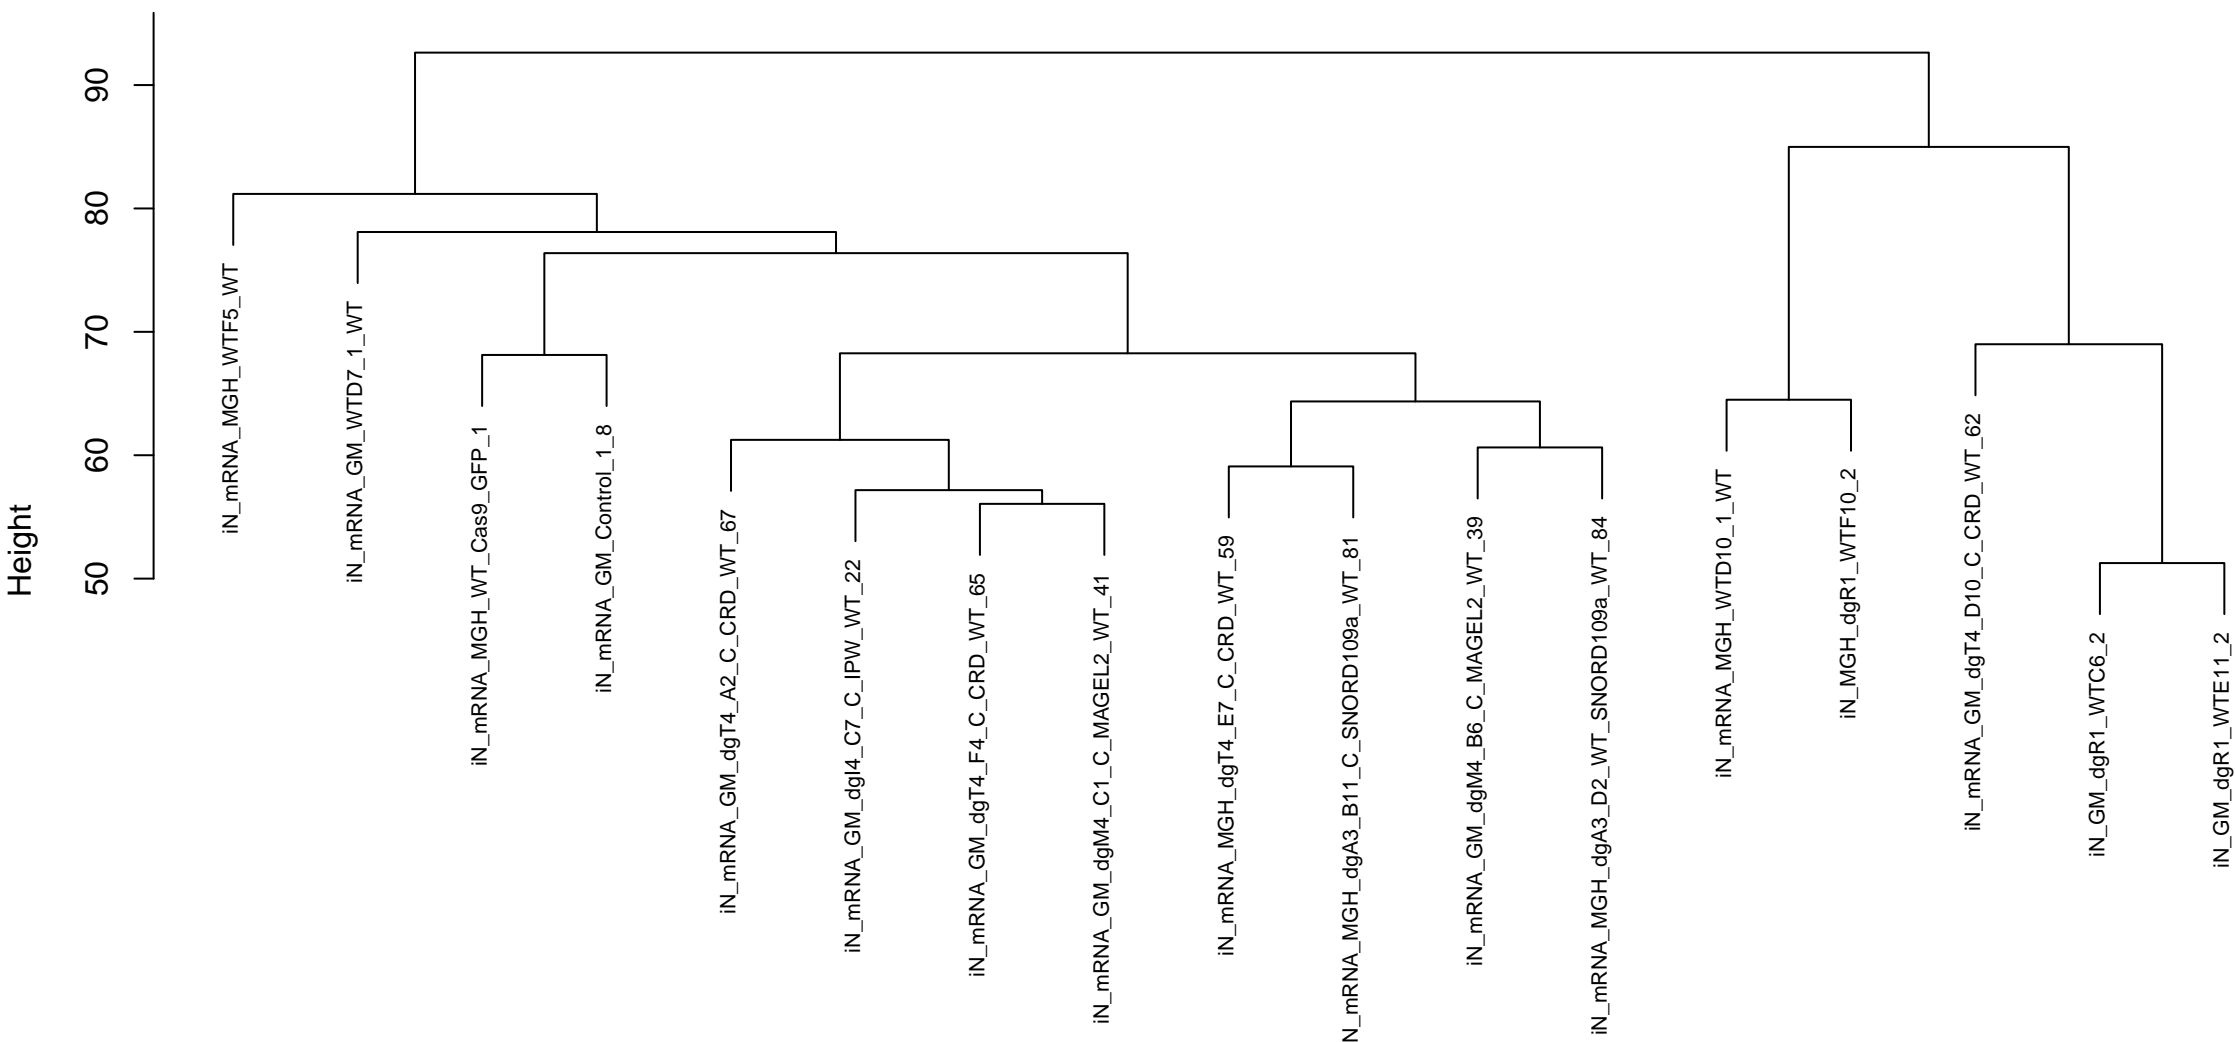 Height
90
80
70
60
50
iN_mRNA_MGH_WTF5_WT
iN_mRNA_GM_WTD7_1_WT
iN_mRNA_MGH_WT_Cas9_GFP_1
iN_mRNA_GM_Control_1_8
iN_mRNA_GM_dgT4_A2_C_CRD_WT_67
iN_mRNA_GM_dgI4_C7_C_IPW_WT_22
iN_mRNA_GM_dgT4_F4_C_CRD_WT_65
iN_mRNA_GM_dgM4_C1_C_MAGEL2_WT_41
iN_mRNA_MGH_dgT4_E7_C_CRD_WT_59
N_mRNA_MGH_dgA3_B11_C_SNORD109a_WT_81
iN_mRNA_GM_dgM4_B6_C_MAGEL2_WT_39
iN_mRNA_MGH_dgA3_D2_WT_SNORD109a_WT_84
iN_mRNA_MGH_WTD10_1_WT
iN_MGH_dgR1_WTF10_2
iN_mRNA_GM_dgT4_D10_C_CRD_WT_62
iN_GM_dgR1_WTC6_2
iN_GM_dgR1_WTE11_2